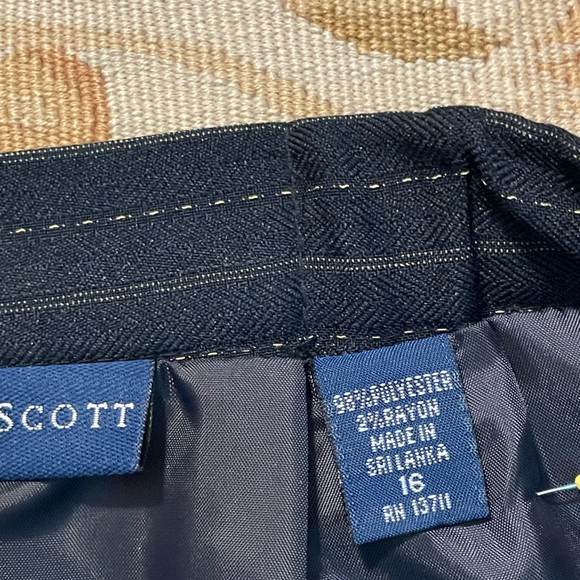 SCOTT
98% POLYESTER
2% RAYON
MADE IN
SRI LANKA
16
RN 13711